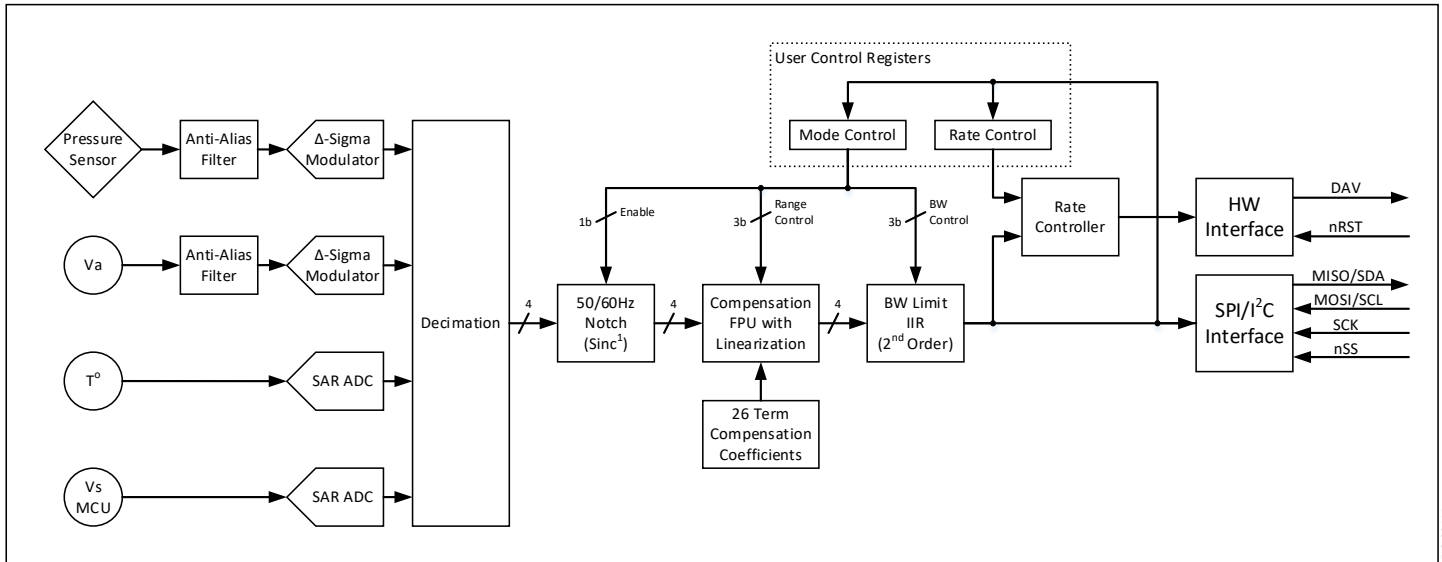 User Control Registers
Mode Control
Rate Control
Pressure
Sensor
Anti-Alias
Filter
Δ-Sigma
Modulator
Va
Anti-Alias
Filter
Δ-Sigma
Modulator
T°
SAR ADC
Vs
MCU
SAR ADC
Decimation
4
1b
Enable
50/60Hz
Notch
(Sinc¹)
4
3b
Range
Control
Compensation
FPU with
Linearization
26 Term
Compensation
Coefficients
4
3b
BW
Control
BW Limit
IIR
(2nd Order)
Rate
Controller
HW
Interface
DAV
nRST
SPI/I²C
Interface
MISO/SDA
MOSI/SCL
SCK
nSS